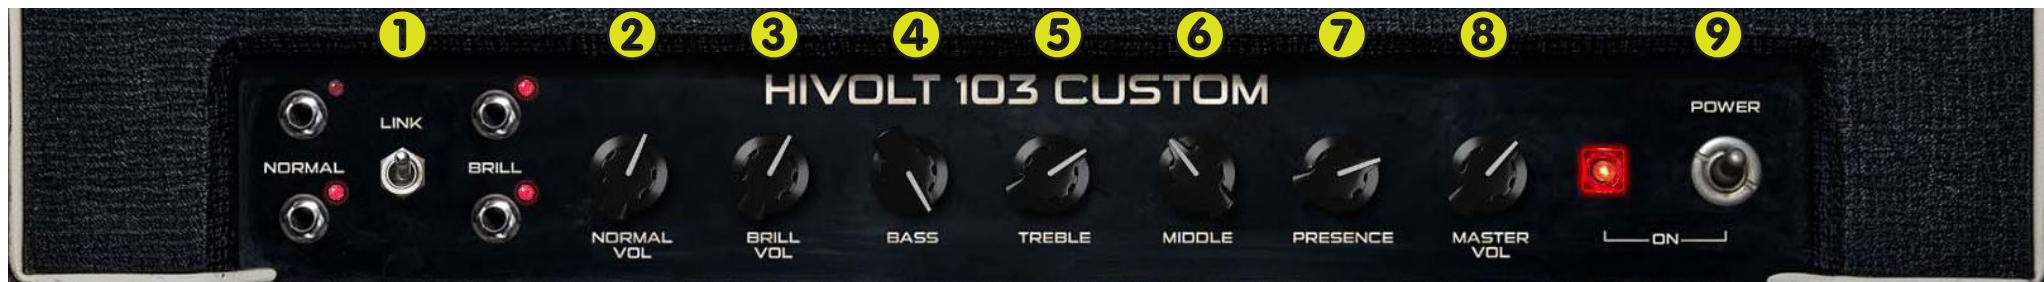 1 2 3 4 5 6 7 8 9
HIVOLT 103 CUSTOM
POWER
LINK
NORMAL
BRILL
NORMAL VOL
BRILL VOL
BASS
TREBLE
MIDDLE
PRESENCE
MASTER VOL
ON